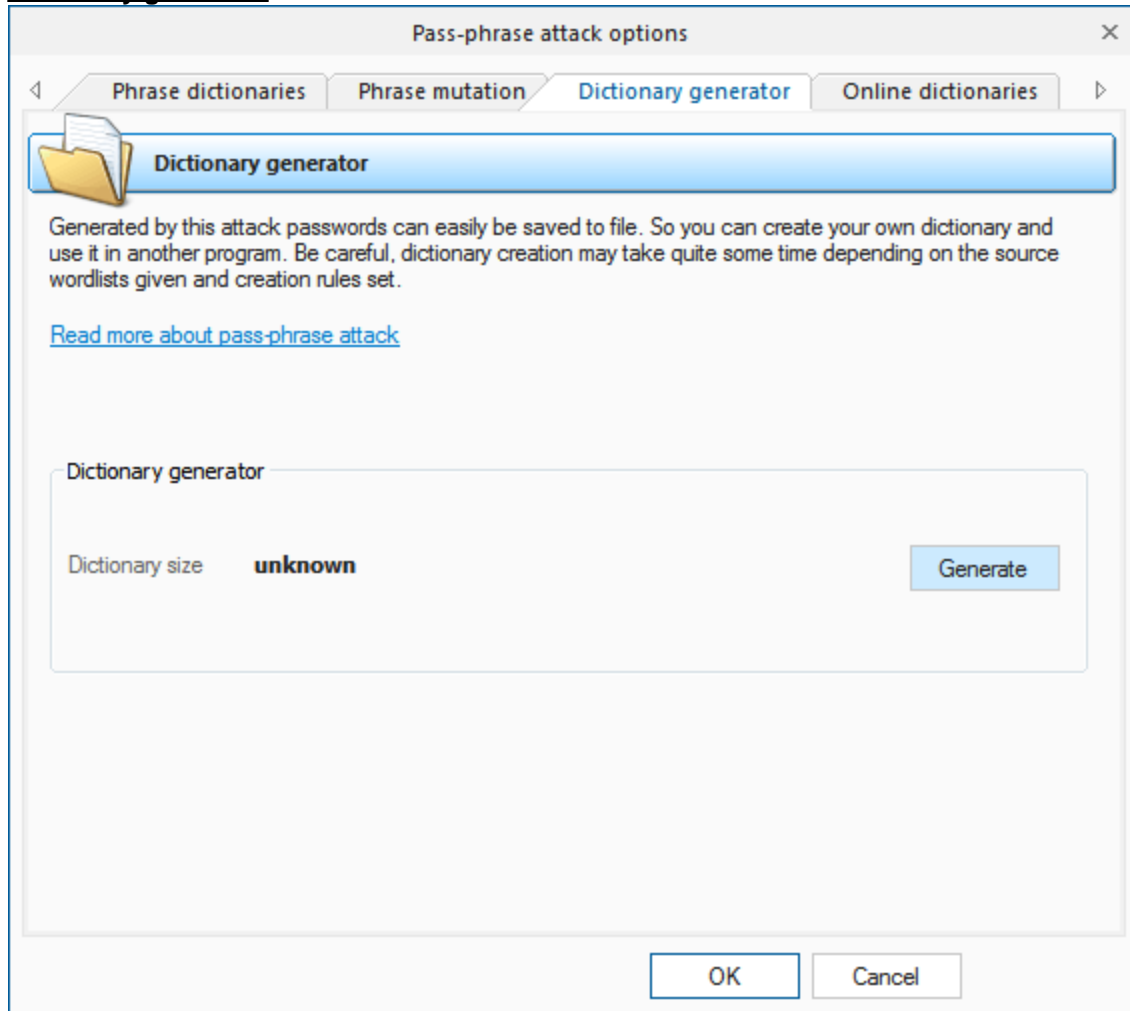 Pass-phrase attack options
Phrase dictionaries Phrase mutation Dictionary generator Online dictionaries
Dictionary generator
Generated by this attack passwords can easily be saved to file. So you can create your own dictionary and
use it in another program. Be careful, dictionary creation may take quite some time depending on the source
wordlists given and creation rules set.
Read more about pass-phrase attack
Dictionary generator
Dictionary size unknown Generate
OK Cancel